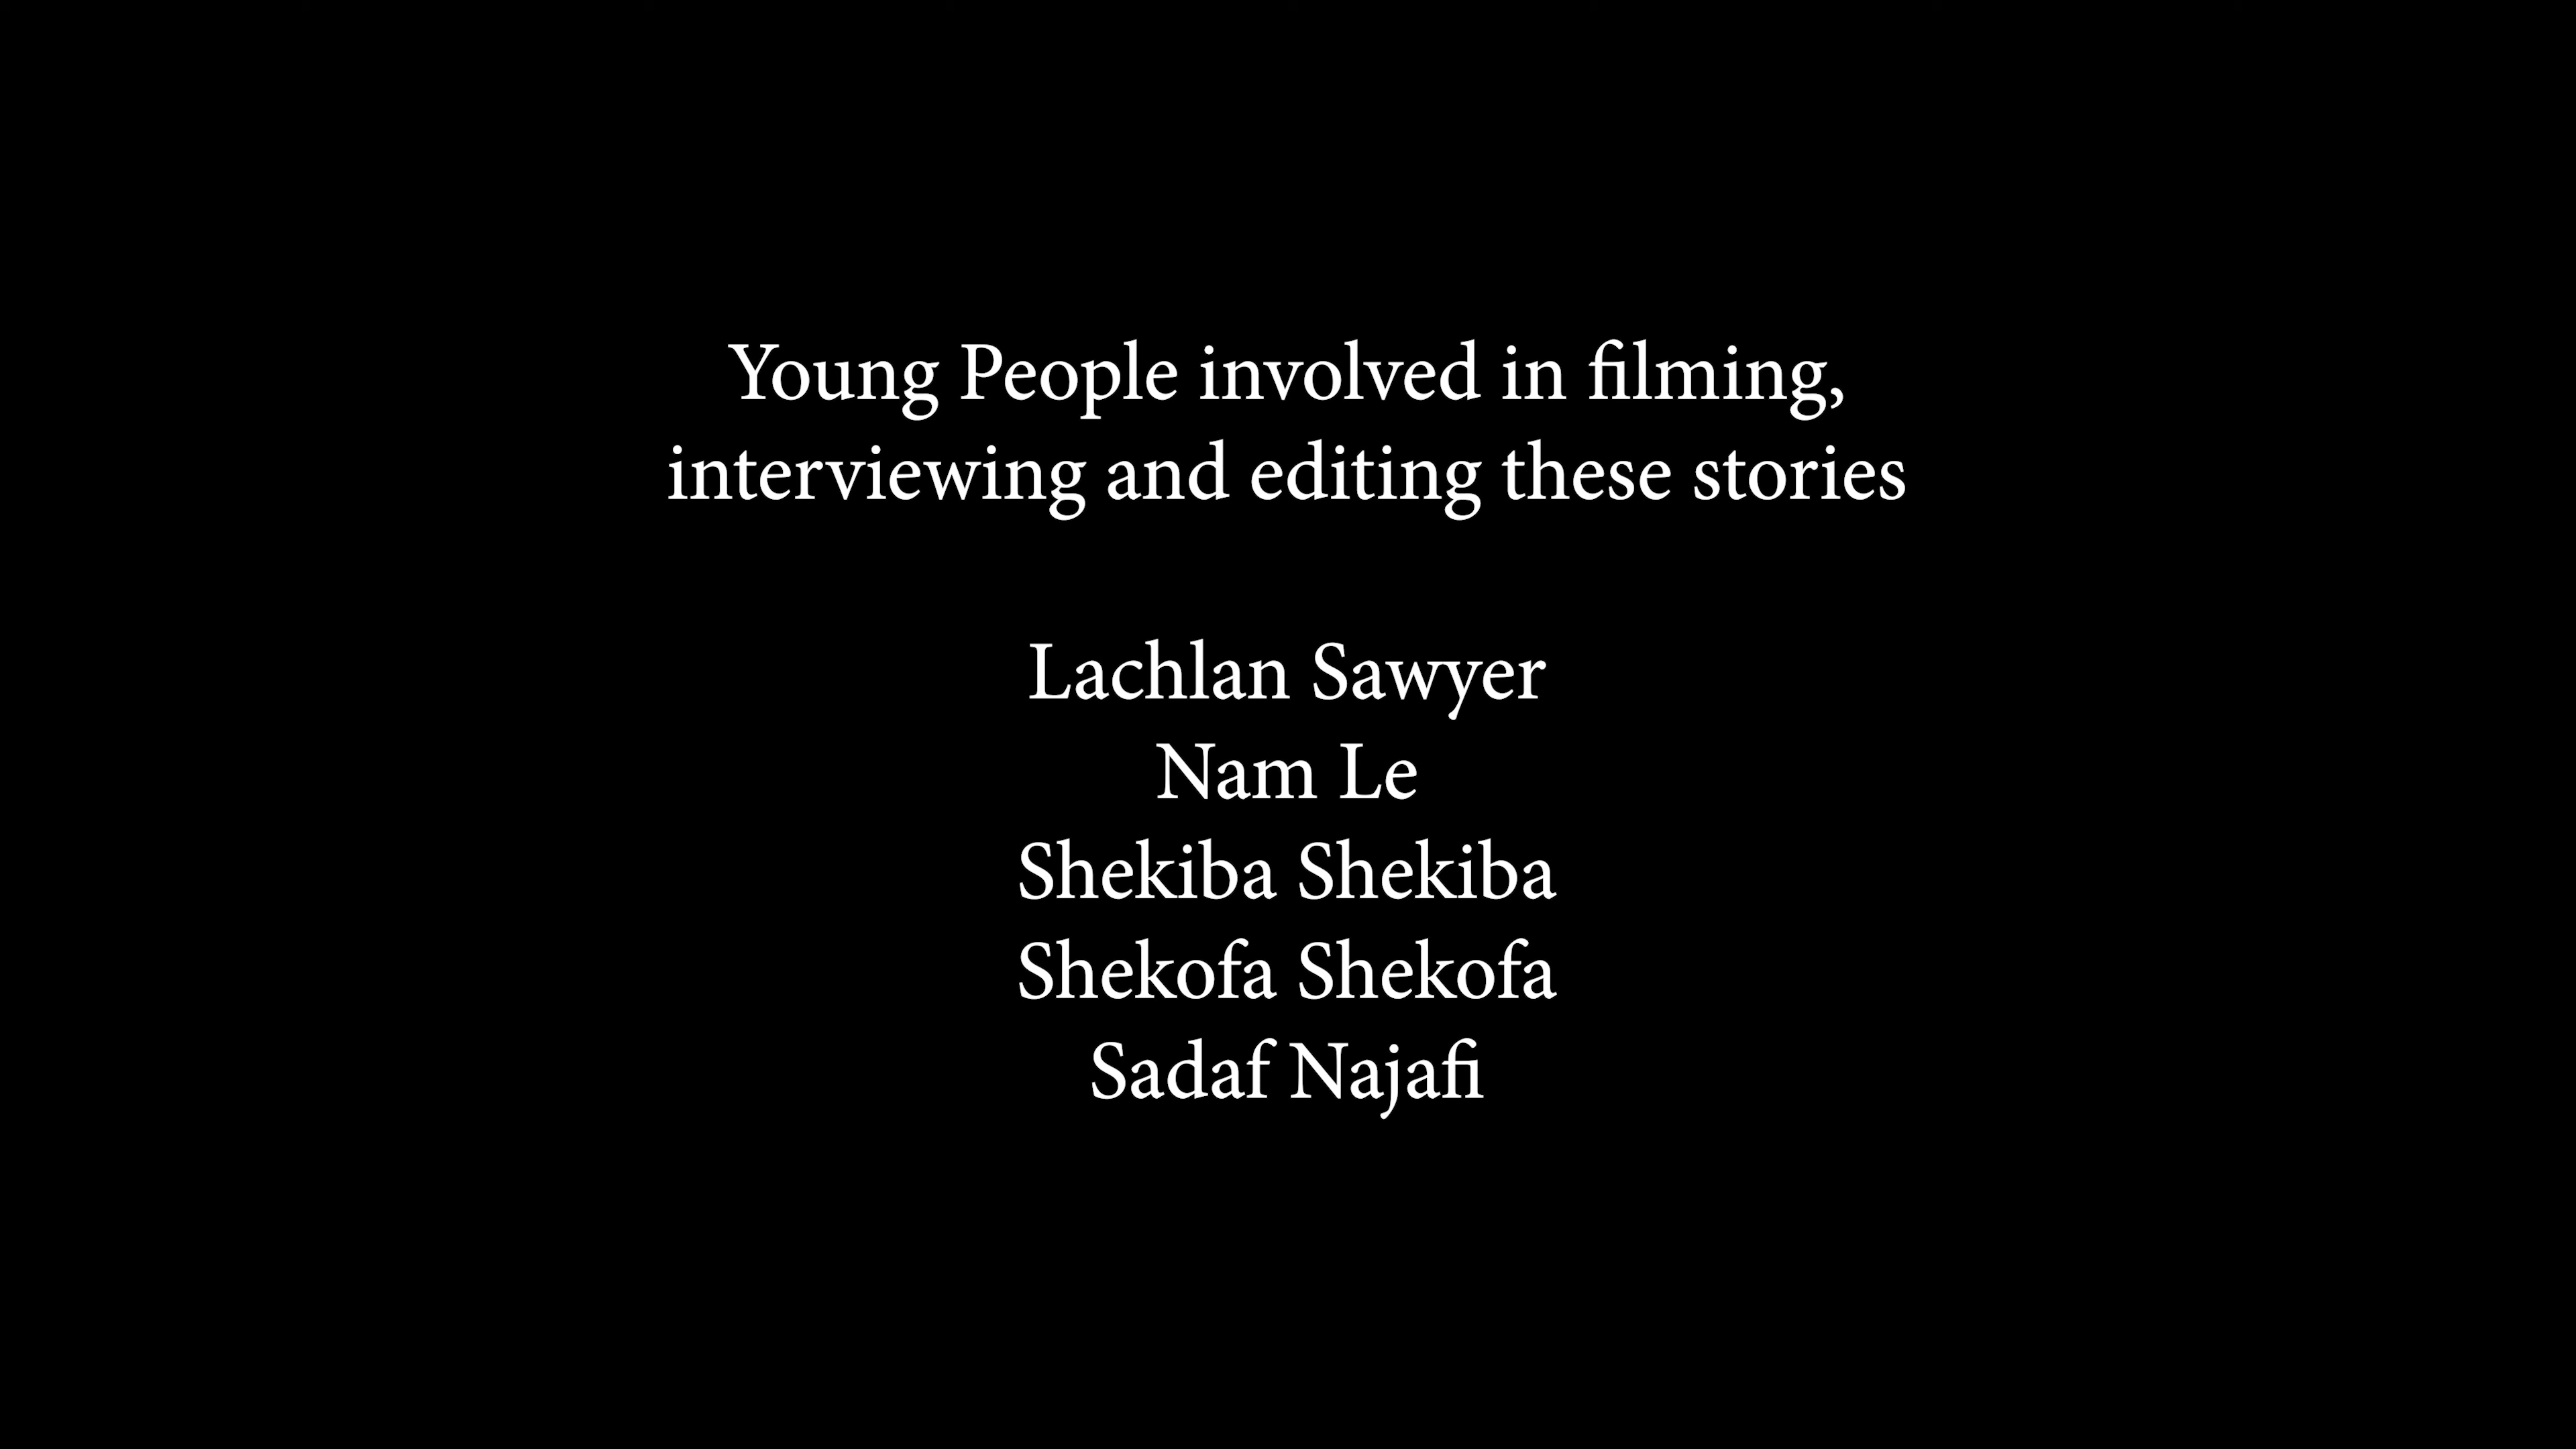 Young People involved in filming,
interviewing and editing these stories
Lachlan Sawyer
Nam Le
Shekiba Shekiba
Shekofa Shekofa
Sadaf Najafi